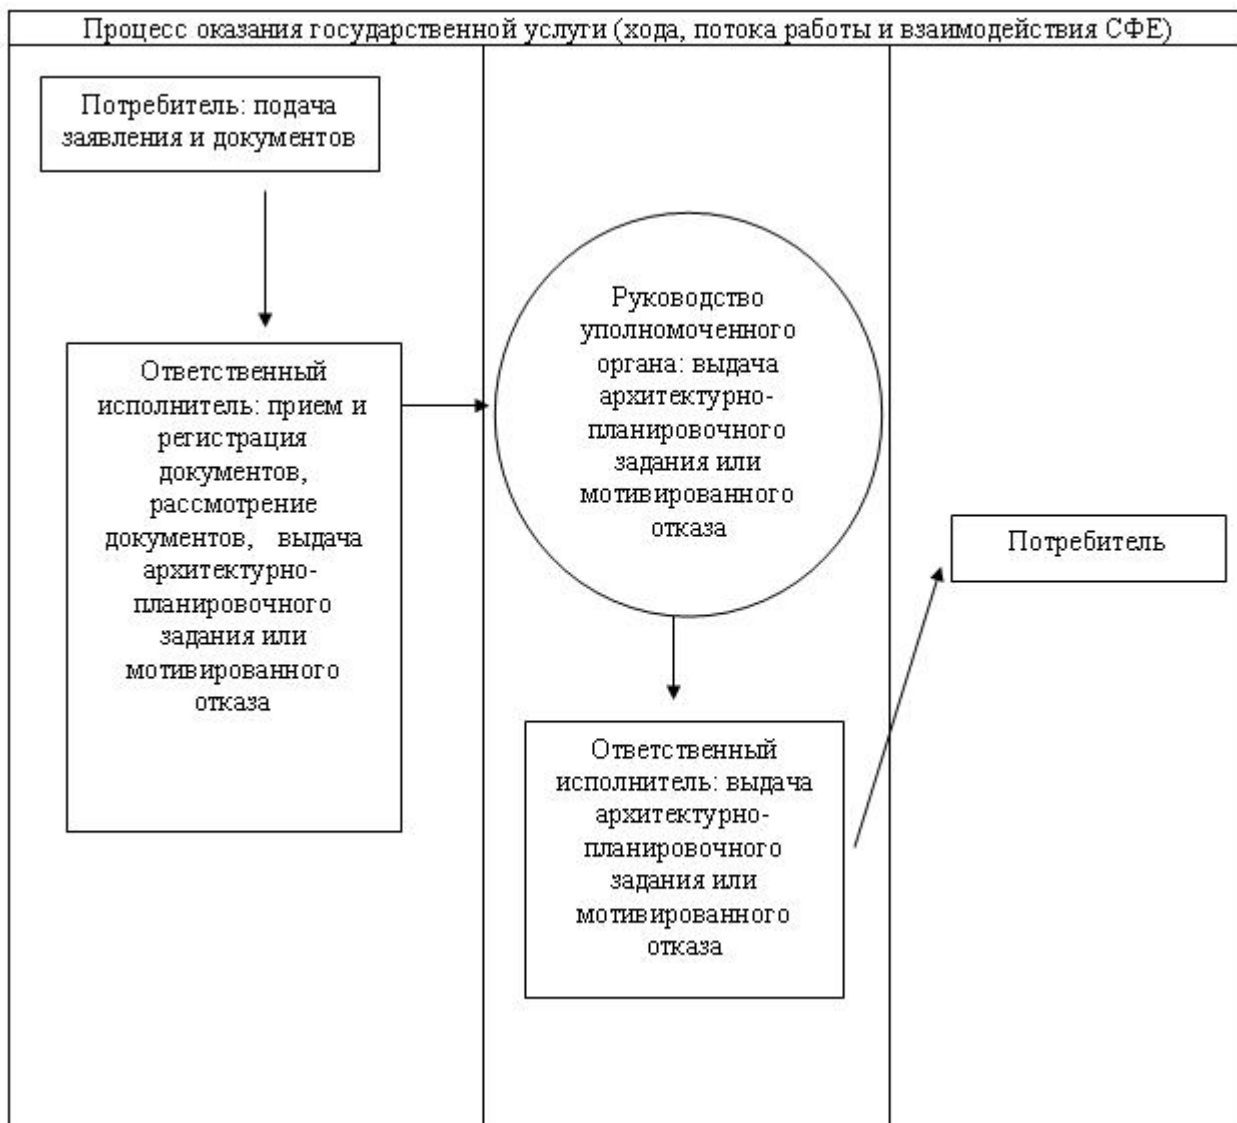 Процесс оказания государственной услуги (хода, потока работы и взаимодействия СФЕ)
Потребитель: подача
заявления и документов
Ответственный
исполнитель: прием и
регистрация
документов,
рассмотрение
документов, выдача
архитектурно-
планировочного
задания или
мотивированного
отказа
Руководство
уполномоченного
органа: выдача
архитектурно-
планировочного
задания или
мотивированного
отказа
Ответственный
исполнитель: выдача
архитектурно-
планировочного
задания или
мотивированного
отказа
Потребитель